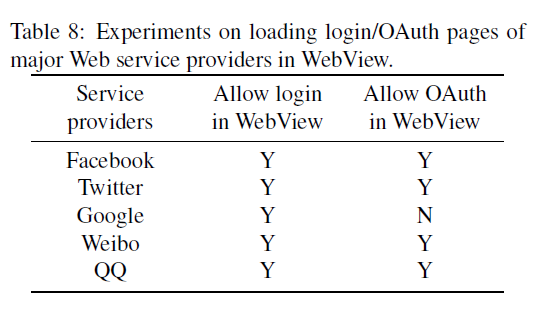 Table 8: Experiments on loading login/OAuth pages of
major Web service providers in WebView.
Service Allow login Allow OAuth
providers in WebView in WebView
Facebook Y Y
Twitter Y Y
Google Y N
Weibo Y Y
QQ Y Y